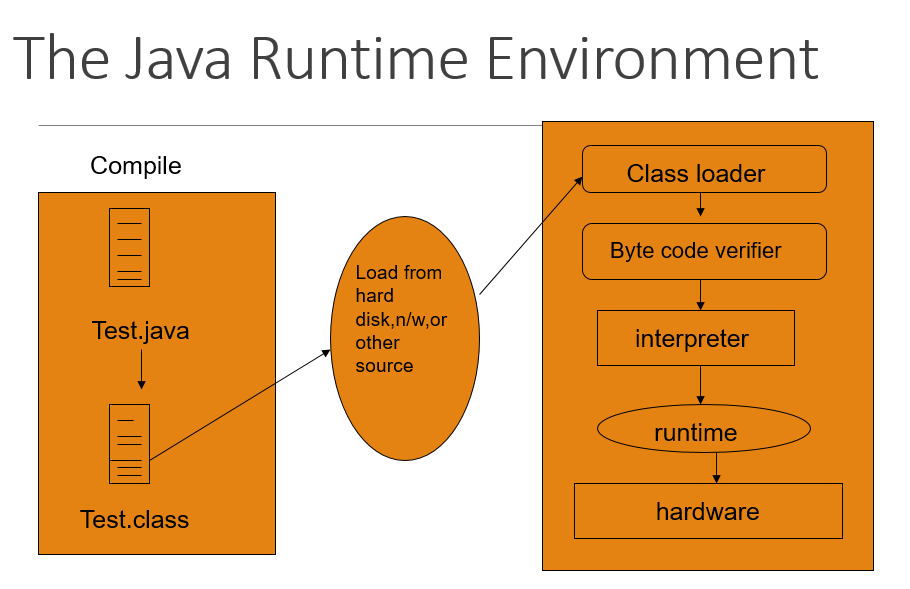 The Java Runtime Environment
Compile
Test.java
Test.class
Load from
hard
disk,n/w,or
other
source
Class loader
Byte code verifier
interpreter
runtime
hardware